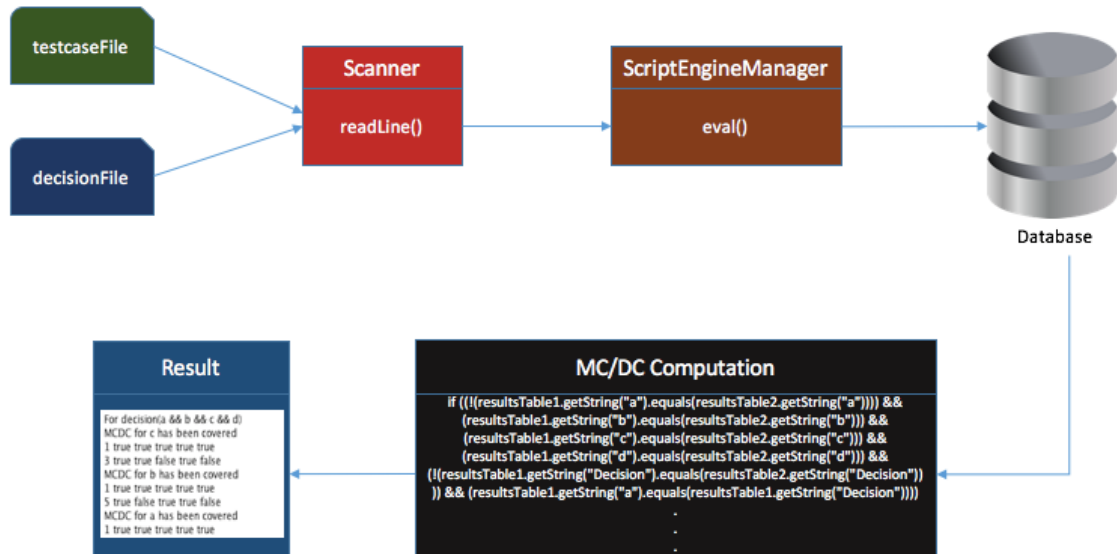 testcaseFile
decisionFile
Scanner
readLine()
ScriptEngineManager
eval()
Database
MC/DC Computation
if ((!(resultsTable1.getString("a").equals(resultsTable2.getString("a")))) &&
(resultsTable1.getString("b").equals(resultsTable2.getString("b"))) &&
(resultsTable1.getString("c").equals(resultsTable2.getString("c"))) &&
(resultsTable1.getString("d").equals(resultsTable2.getString("d"))) &&
(!(resultsTable1.getString("Decision").equals(resultsTable2.getString("Decision"))
)) && (resultsTable1.getString("a").equals(resultsTable1.getString("Decision"))))
.
.
.
Result
For decision(a && b && c && d)
MCDC for c has been covered
1 true true true true true
3 true true false true false
MCDC for b has been covered
1 true true true true true
5 true false true true false
MCDC for a has been covered
1 true true true true true